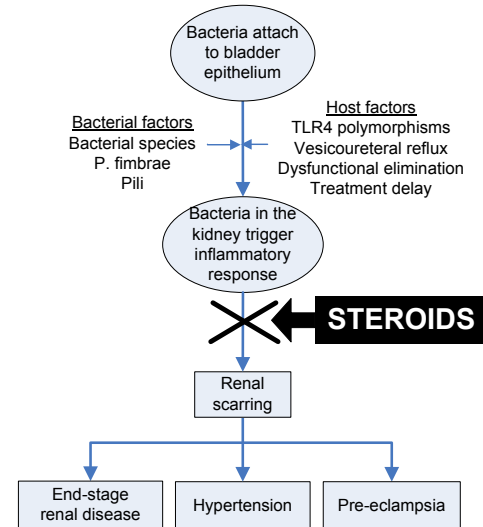 Bacteria attach
to bladder
epithelium
Bacterial factors
Bacterial species
P. fimbrae
Pili
Host factors
TLR4 polymorphisms
Vesicoureteral reflux
Dysfunctional elimination
Treatment delay
Bacteria in the
kidney trigger
inflammatory
response
STEROIDS
Renal
scarring
End-stage
renal disease
Hypertension
Pre-eclampsia